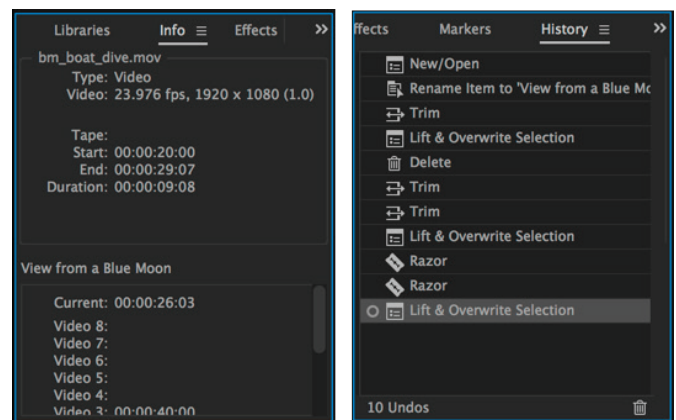 Libraries Info Effects
bm_boat_dive.mov
Type: Video
Video: 23.976 fps, 1920 x 1080 (1.0)
Tape:
Start: 00:00:20:00
End: 00:00:29:07
Duration: 00:00:09:08
View from a Blue Moon
Current: 00:00:26:03
Video 8:
Video 7:
Video 6:
Video 5:
Video 4:
Video 3: 00:00:40:00
ffects Markers History
New/Open
Rename Item to 'View from a Blue Mo
Trim
Lift & Overwrite Selection
Delete
Trim
Trim
Lift & Overwrite Selection
Razor
Razor
Lift & Overwrite Selection
10 Undos